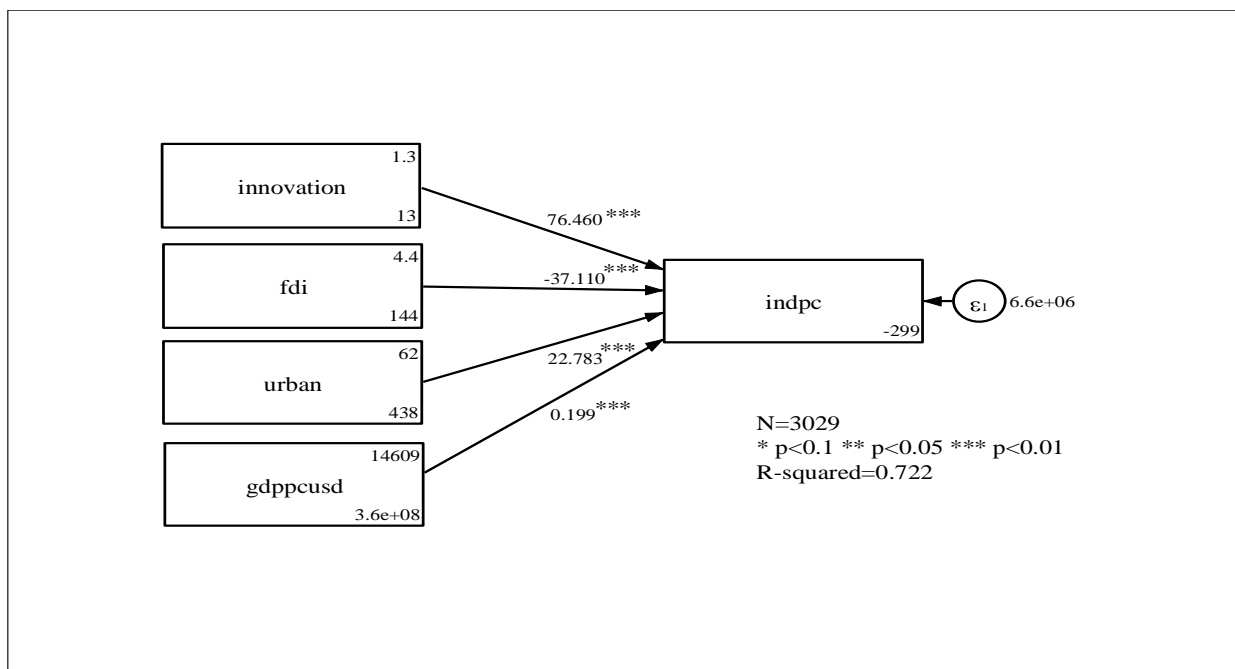 1.3
innovation
13
76.460***
4.4
fdi
144
-37.110***
62
urban
438
22.783***
14609
gdppcusd
3.6e+08
0.199***
indpc
-299
ε1
6.6e+06
N=3029
* p<0.1 ** p<0.05 *** p<0.01
R-squared=0.722